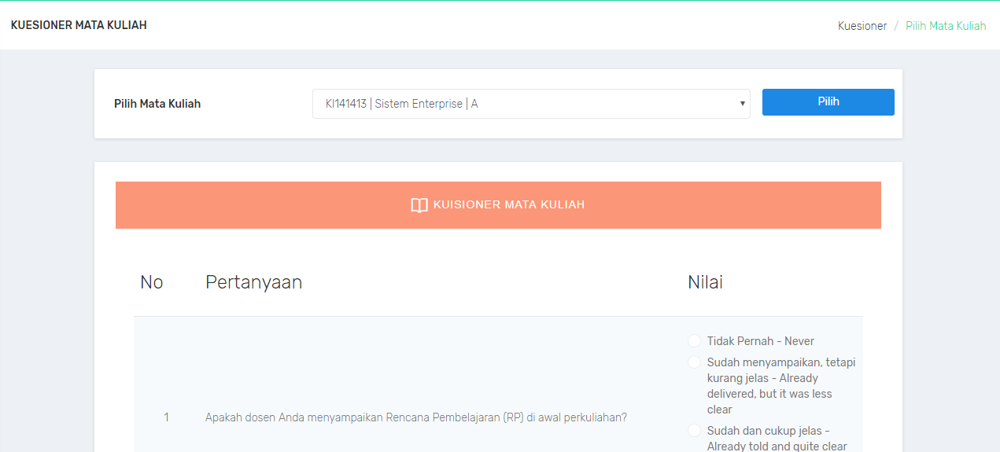 KUESIONER MATA KULIAH
Kuesioner / Pilih Mata Kuliah
Pilih Mata Kuliah
KI141413 | Sistem Enterprise | A
Pilih
KUISIONER MATA KULIAH
No Pertanyaan Nilai
Tidak Pernah - Never
Sudah menyampaikan, tetapi
kurang jelas - Already
delivered, but it was less
clear
1 Apakah dosen Anda menyampaikan Rencana Pembelajaran (RP) di awal perkuliahan?
Sudah dan cukup jelas -
Already told and quite clear